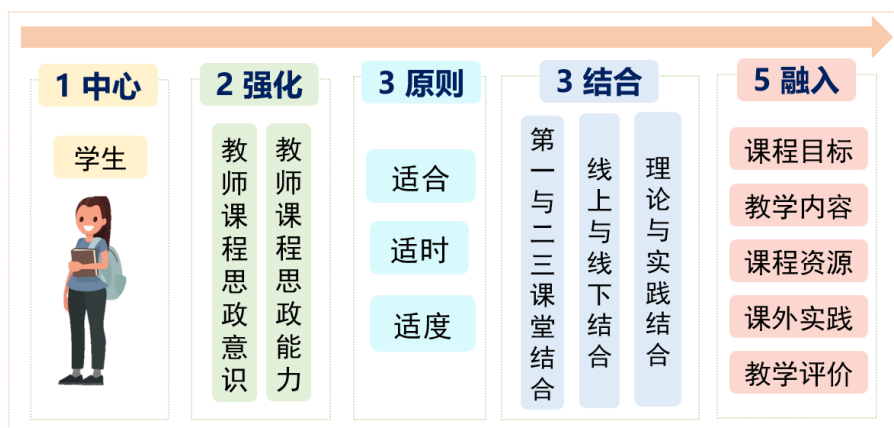 1 中心
学生
2 强化
教师课程思政意识
教师课程思政能力
3 原则
适合
适时
适度
3 结合
第一与二三课堂结合
线上与线下结合
理论与实践结合
5 融入
课程目标
教学内容
课程资源
课外实践
教学评价